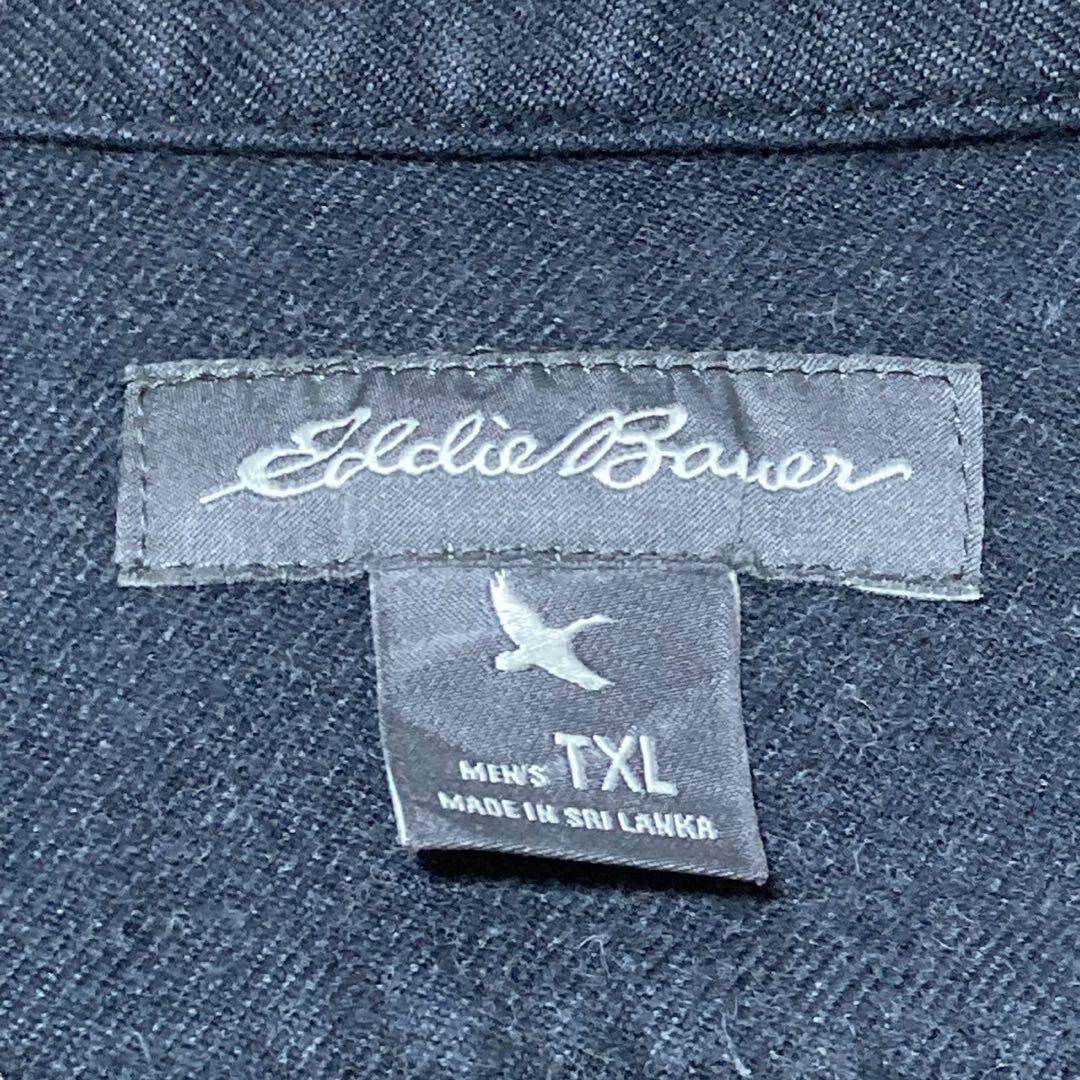 Eddie Bauer
MEN'S TXL
MADE IN SRI LANKA